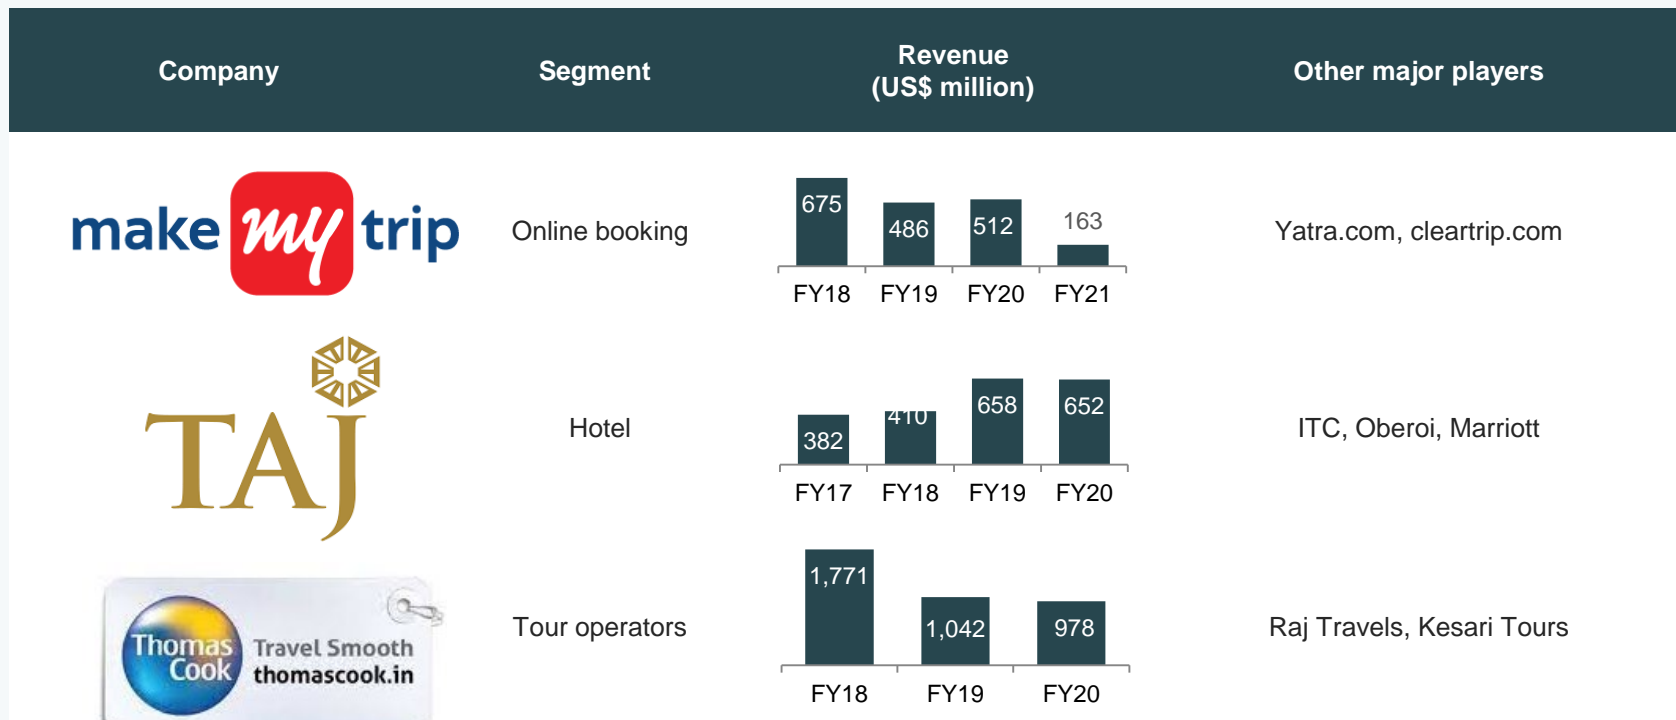 Company Segment Revenue (US$ million) Other major players
make my trip
Online booking
675 486 512 163
FY18 FY19 FY20 FY21
Yatra.com, cleartrip.com
TAJ
Hotel
382 410 658 652
FY17 FY18 FY19 FY20
ITC, Oberoi, Marriott
Thomas Cook
Travel Smooth
thomascook.in
Tour operators
1,771 1,042 978
FY18 FY19 FY20
Raj Travels, Kesari Tours